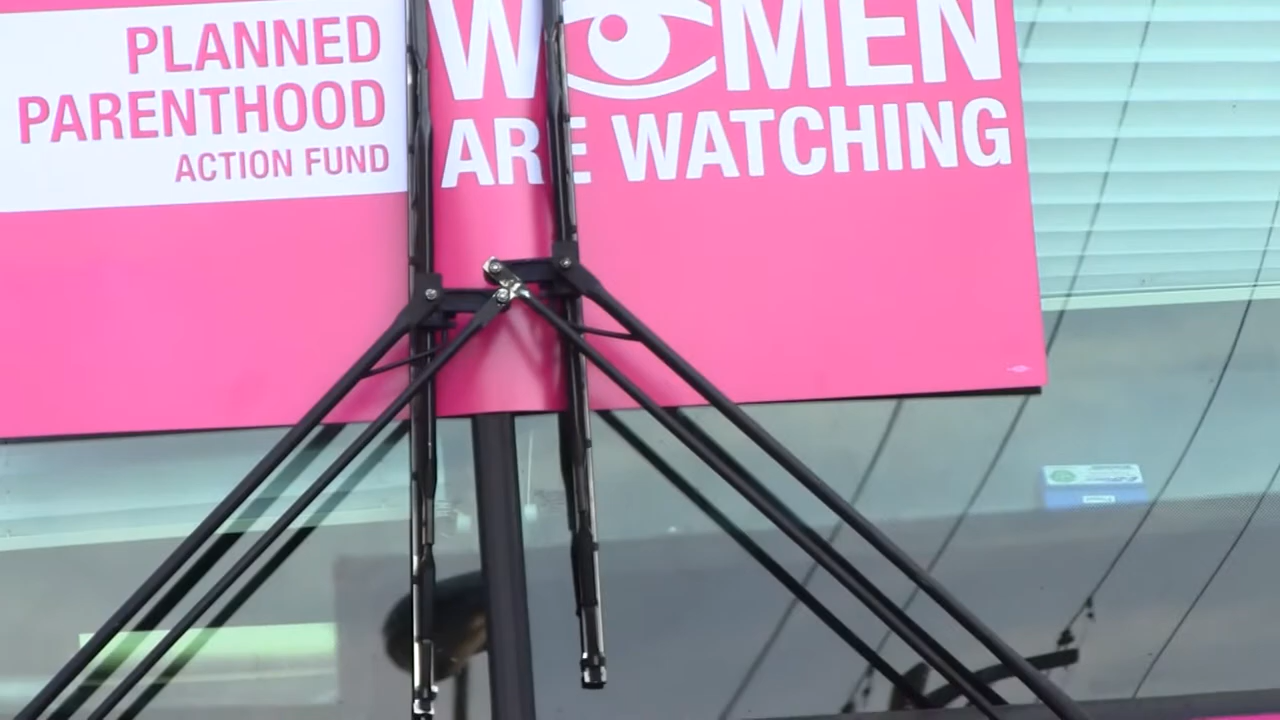 PLANNED
PARENTHOOD
ACTION FUND
WOMEN
ARE WATCHING